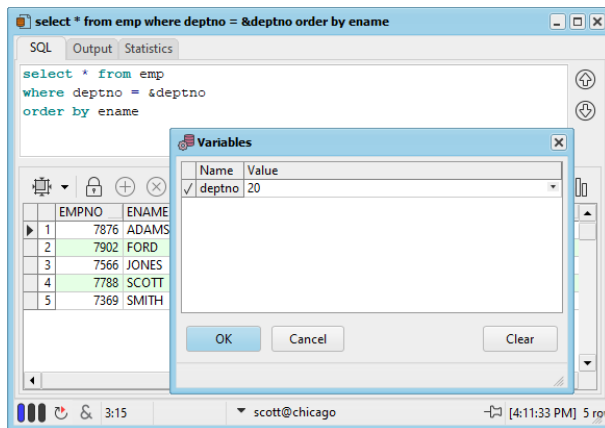 select * from emp where deptno = &deptno order by ename
SQL Output Statistics
select * from emp
where deptno = &deptno
order by ename
Variables
Name Value
deptno 20
EMPNO ENAME
1 7876 ADAMS
2 7902 FORD
3 7566 JONES
4 7788 SCOTT
5 7369 SMITH
OK Cancel Clear
& 3:15 scott@chicago [4:11:33 PM] 5